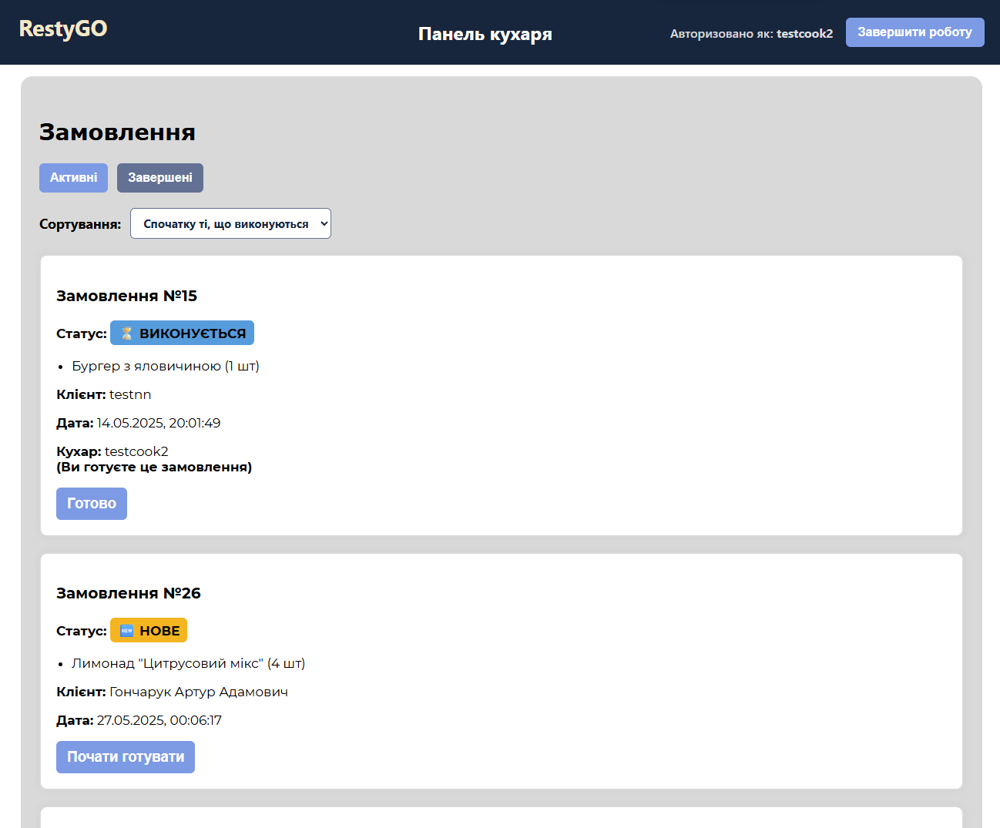 RestyGO
Панель кухаря
Авторизовано як: testcook2
Завершити роботу
Замовлення
Активні
Завершені
Сортування:
Спочатку ті, що виконуються
Замовлення №15
Статус: ⏳ ВИКОНУЄТЬСЯ
• Бургер з яловичиною (1 шт)
Клієнт: testnn
Дата: 14.05.2025, 20:01:49
Кухар: testcook2
(Ви готуєте це замовлення)
Готово
Замовлення №26
Статус: 🆕 НОВЕ
• Лимонад "Цитрусовий мікс" (4 шт)
Клієнт: Гончарук Артур Адамович
Дата: 27.05.2025, 00:06:17
Почати готувати